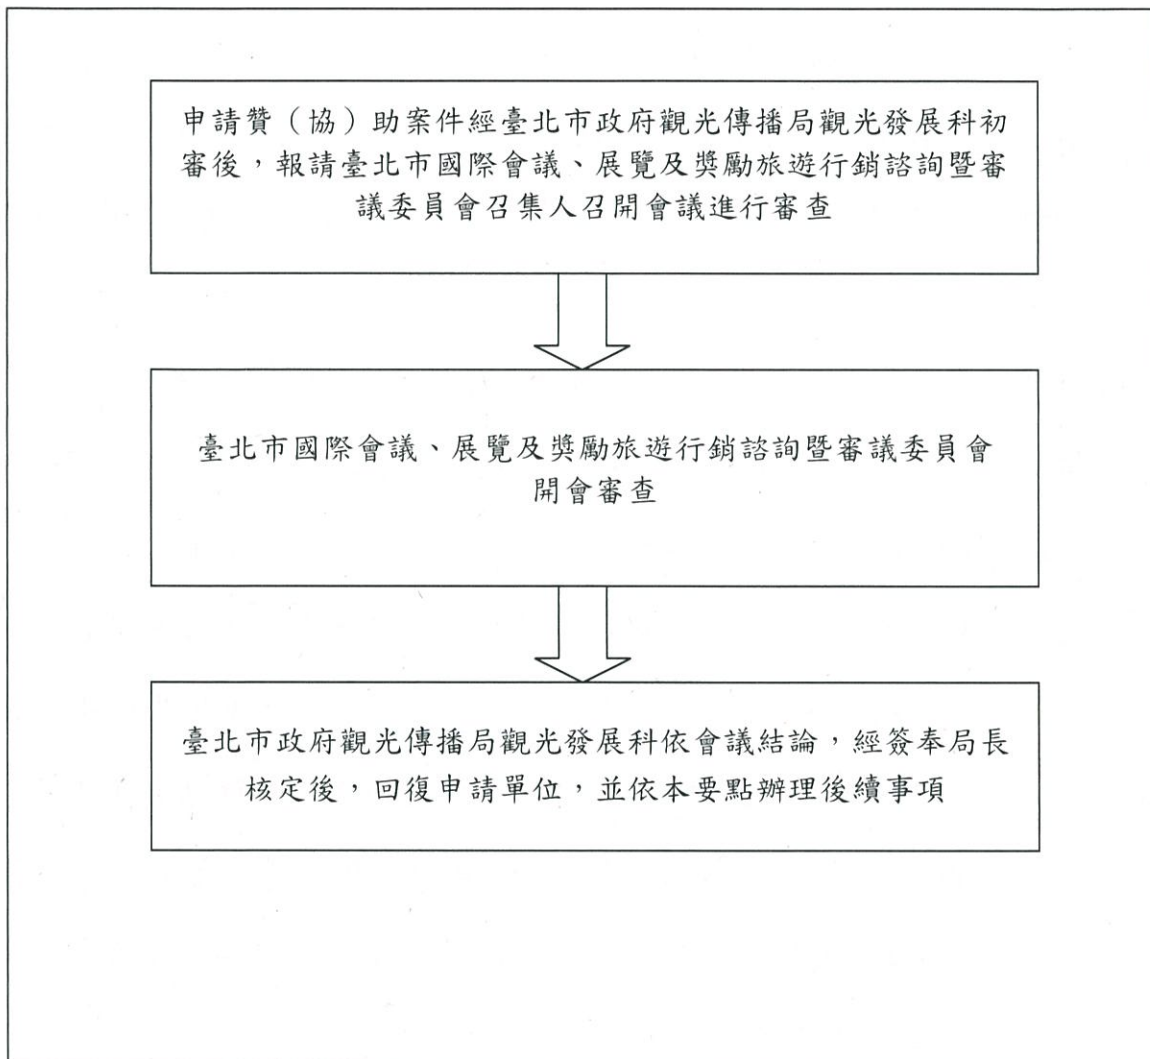 申請贊（協）助案件經臺北市政府觀光傳播局觀光發展科初
審後，報請臺北市國際會議、展覽及獎勵旅遊行銷諮詢暨審
議委員會召集人召開會議進行審查
臺北市國際會議、展覽及獎勵旅遊行銷諮詢暨審議委員會
開會審查
臺北市政府觀光傳播局觀光發展科依會議結論，經簽奉局長
核定後，回復申請單位，並依本要點辦理後續事項